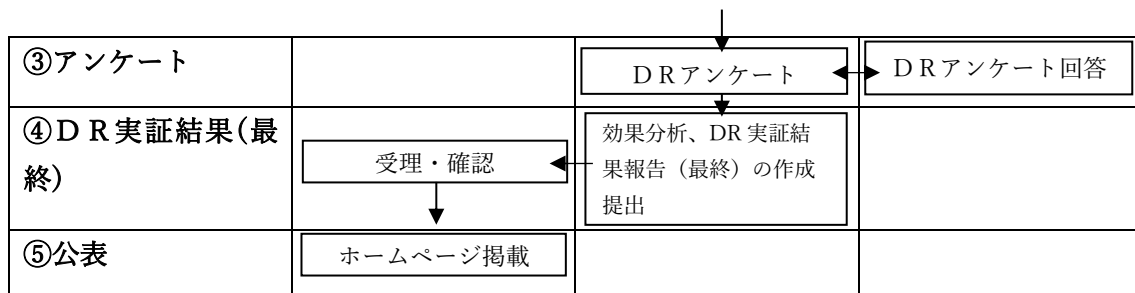 ③アンケート
DRアンケート
DRアンケート回答
④DR実証結果(最
終)
受理・確認
効果分析、DR 実証結
果報告（最終）の作成
提出
⑤公表
ホームページ掲載